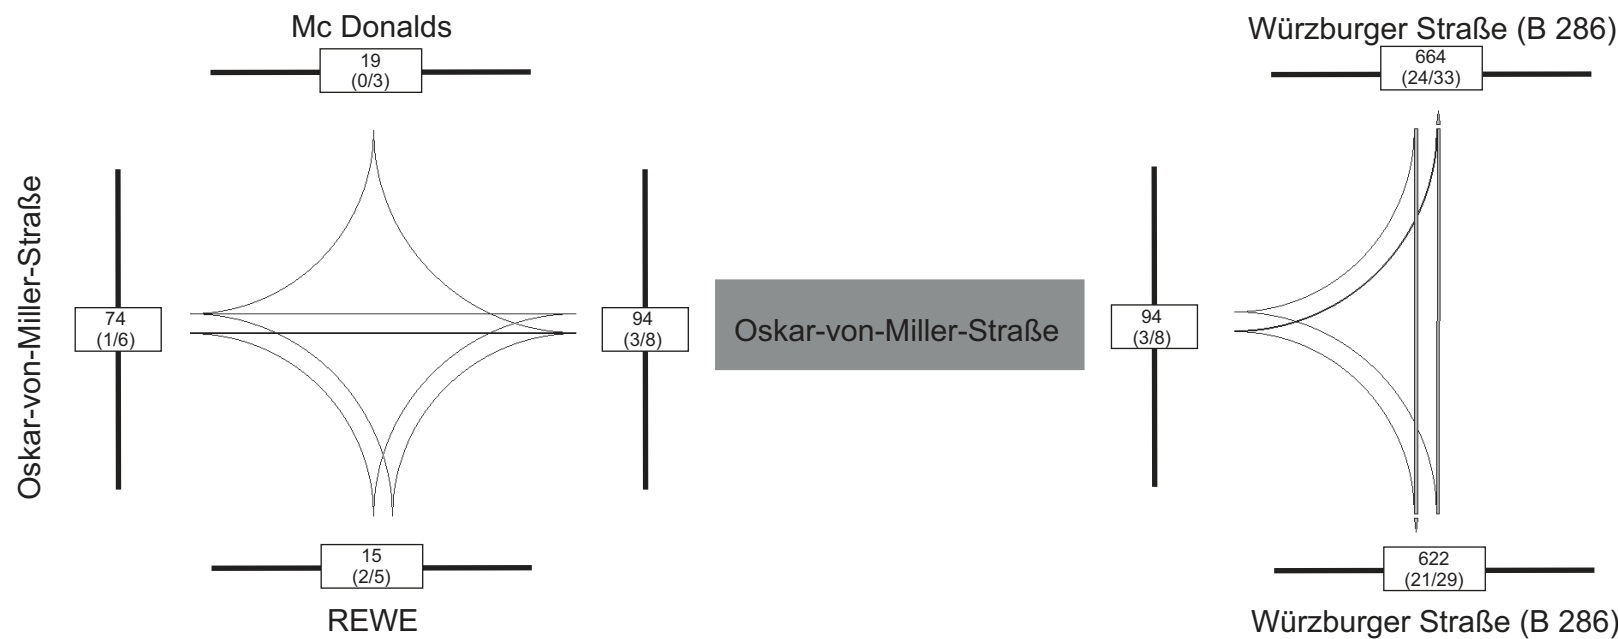 Mc Donalds
19
(0/3)
Oskar-von-Miller-Straße
74
(1/6)
94
(3/8)
15
(2/5)
REWE
Oskar-von-Miller-Straße
Würzburger Straße (B 286)
664
(24/33)
94
(3/8)
622
(21/29)
Würzburger Straße (B 286)